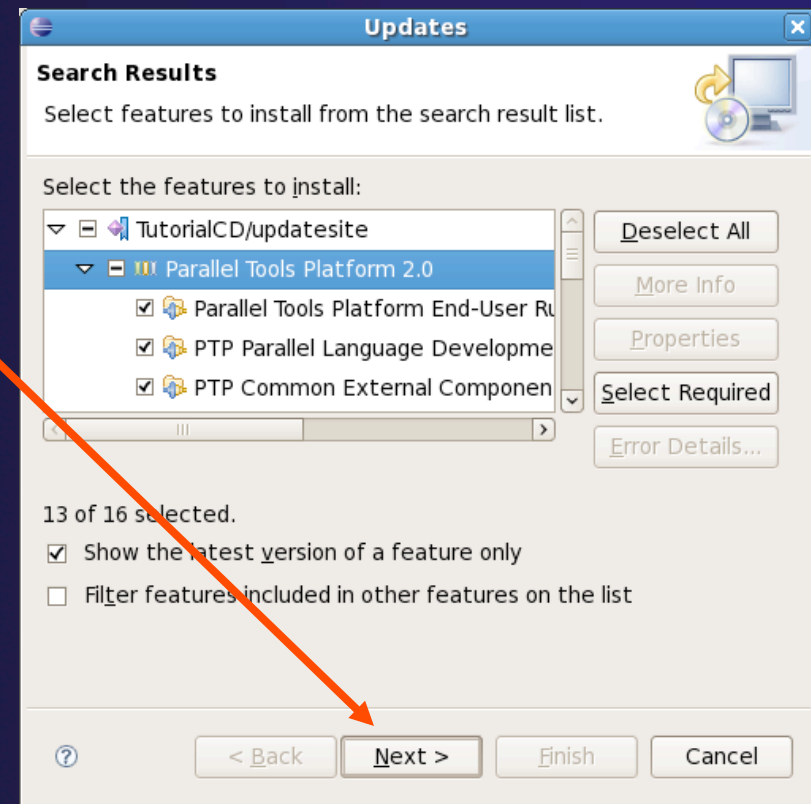 Updates
Search Results
Select features to install from the search result list.
Select the features to install:
TutorialCD/updatesite
Parallel Tools Platform 2.0
Parallel Tools Platform End-User Ru
PTP Parallel Language Developme
PTP Common External Componen
Deselect All
More Info
Properties
Select Required
Error Details...
13 of 16 selected.
Show the latest version of a feature only
Filter features included in other features on the list
?
< Back
Next >
Finish
Cancel